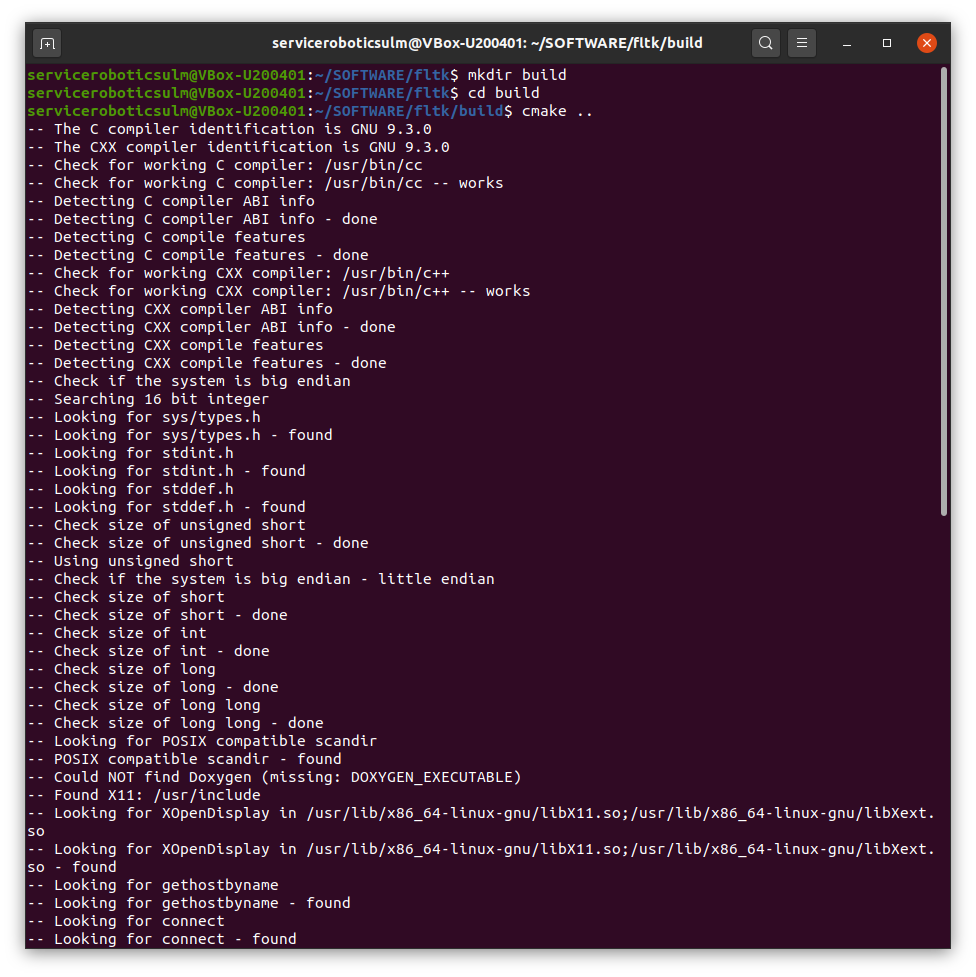 serviceroboticsulm@VBox-U200401: ~/SOFTWARE/fltk/build
serviceroboticsulm@VBox-U200401:~/SOFTWARE/fltk$ mkdir build
serviceroboticsulm@VBox-U200401:~/SOFTWARE/fltk$ cd build
serviceroboticsulm@VBox-U200401:~/SOFTWARE/fltk/build$ cmake ..
-- The C compiler identification is GNU 9.3.0
-- The CXX compiler identification is GNU 9.3.0
-- Check for working C compiler: /usr/bin/cc
-- Check for working C compiler: /usr/bin/cc -- works
-- Detecting C compiler ABI info
-- Detecting C compiler ABI info - done
-- Detecting C compile features
-- Detecting C compile features - done
-- Check for working CXX compiler: /usr/bin/c++
-- Check for working CXX compiler: /usr/bin/c++ -- works
-- Detecting CXX compiler ABI info
-- Detecting CXX compiler ABI info - done
-- Detecting CXX compile features
-- Detecting CXX compile features - done
-- Check if the system is big endian
-- Searching 16 bit integer
-- Looking for sys/types.h
-- Looking for sys/types.h - found
-- Looking for stdint.h
-- Looking for stdint.h - found
-- Looking for stddef.h
-- Looking for stddef.h - found
-- Check size of unsigned short
-- Check size of unsigned short - done
-- Using unsigned short
-- Check if the system is big endian - little endian
-- Check size of short
-- Check size of short - done
-- Check size of int
-- Check size of int - done
-- Check size of long
-- Check size of long - done
-- Check size of long long
-- Check size of long long - done
-- Looking for POSIX compatible scandir
-- POSIX compatible scandir - found
-- Could NOT find Doxygen (missing: DOXYGEN_EXECUTABLE)
-- Found X11: /usr/include
-- Looking for XOpenDisplay in /usr/lib/x86_64-linux-gnu/libX11.so;/usr/lib/x86_64-linux-gnu/libXext.
so
-- Looking for XOpenDisplay in /usr/lib/x86_64-linux-gnu/libX11.so;/usr/lib/x86_64-linux-gnu/libXext.
so - found
-- Looking for gethostbyname
-- Looking for gethostbyname - found
-- Looking for connect
-- Looking for connect - found